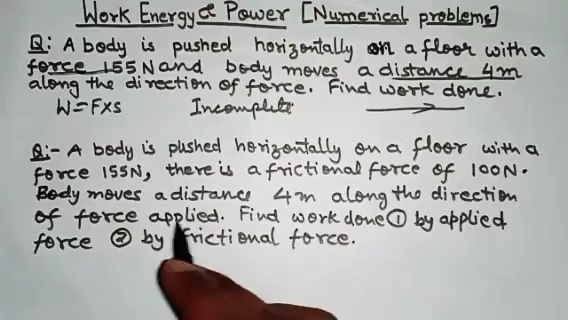 Work Energy & Power [Numerical problems]
Q: A body is pushed horizontally on a floor with a
force 155N and body moves a distance 4m
along the direction of force. Find work done.
W=F×s Incomplete
Q:- A body is pushed horizontally on a floor with a
force 155N, there is a frictional force of 100N.
Body moves a distance 4m along the direction
of force applied. Find work done ① by applied
force ② by frictional force.